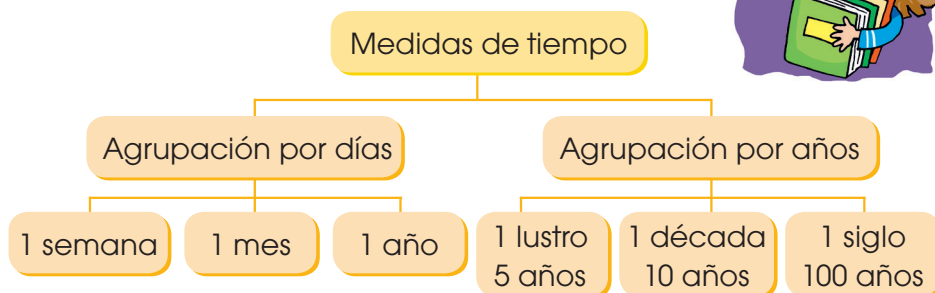 Medidas de tiempo
Agrupación por días
Agrupación por años
1 semana
1 mes
1 año
1 lustro
5 años
1 década
10 años
1 siglo
100 años